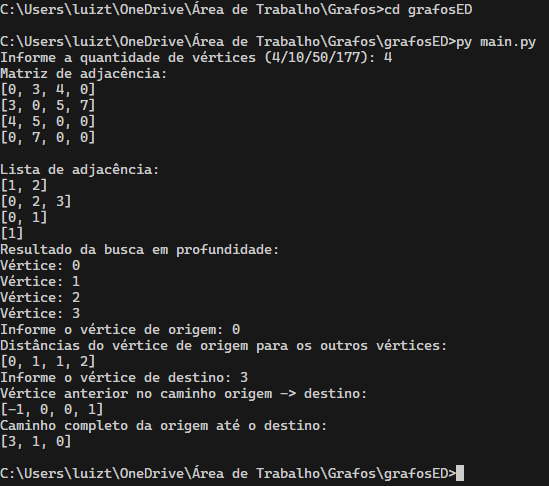 C:\Users\luizt\OneDrive\Área de Trabalho\Grafos>cd grafosED
C:\Users\luizt\OneDrive\Área de Trabalho\Grafos\grafosED>py main.py
Informe a quantidade de vértices (4/10/50/177): 4
Matriz de adjacência:
[0, 3, 4, 0]
[3, 0, 5, 7]
[4, 5, 0, 0]
[0, 7, 0, 0]
Lista de adjacência:
[1, 2]
[0, 2, 3]
[0, 1]
[1]
Resultado da busca em profundidade:
Vértice: 0
Vértice: 1
Vértice: 2
Vértice: 3
Informe o vértice de origem: 0
Distâncias do vértice de origem para os outros vértices:
[0, 1, 1, 2]
Informe o vértice de destino: 3
Vértice anterior no caminho origem -> destino:
[-1, 0, 0, 1]
Caminho completo da origem até o destino:
[3, 1, 0]
C:\Users\luizt\OneDrive\Área de Trabalho\Grafos\grafosED>